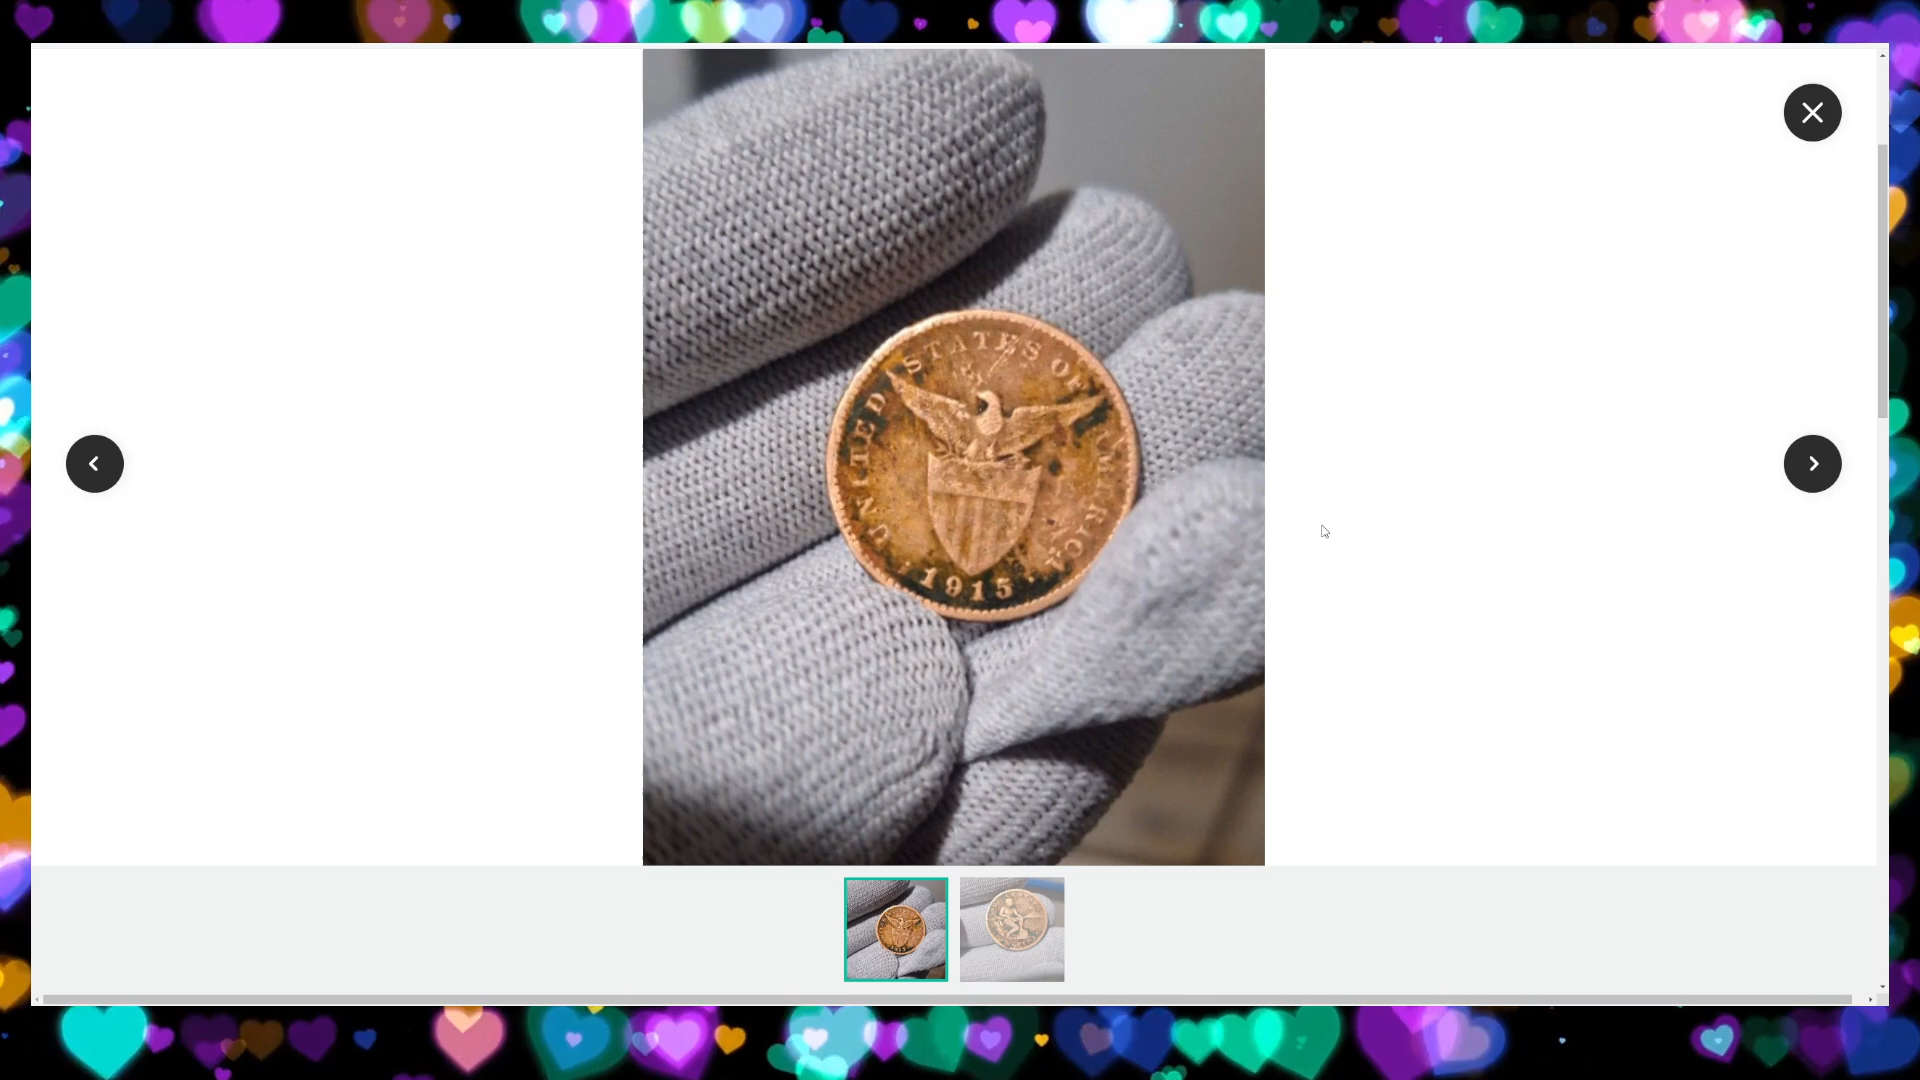 UNITED STATES OF AMERICA
· 1915 ·